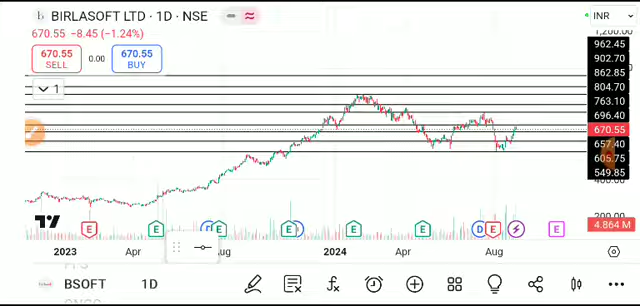 BIRLASOFT LTD · 1D · NSE
INR
670.55 −8.45 (−1.24%)
670.55
SELL
0.00
670.55
BUY
1
962.45
902.70
862.85
804.70
763.10
696.40
670.55
657.40
605.75
549.85
400.00
200.00
4.864 M
E E D E E D E E D E E
2023 Apr Aug 2024 Apr Aug
BSOFT 1D